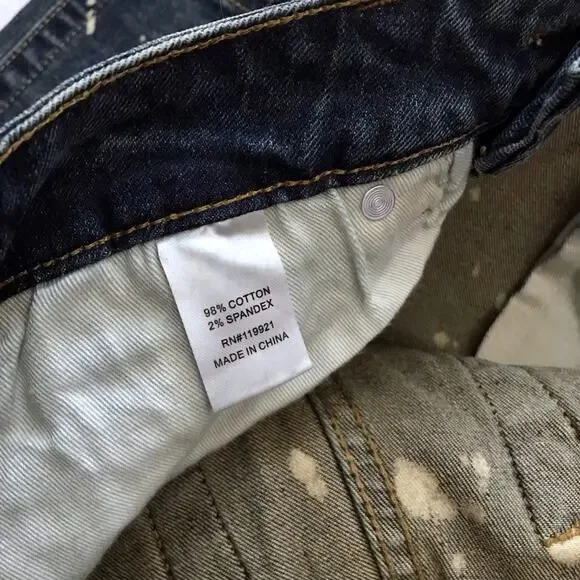 98% COTTON
2% SPANDEX
RN#119921
MADE IN CHINA